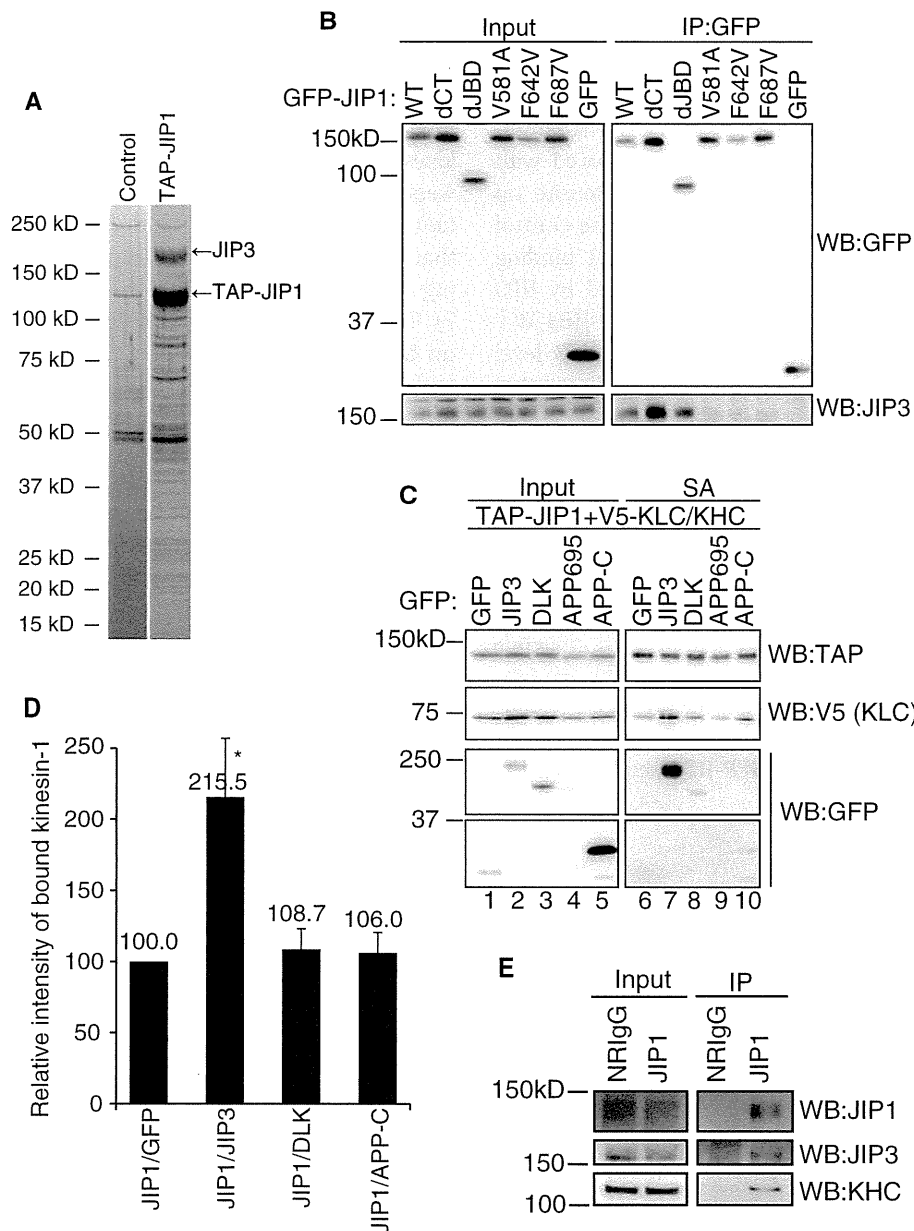 A
Control
TAP-JIP1
250 kD
150 kD
100 kD
75 kD
50 kD
37 kD
25 kD
20 kD
15 kD
←JIP3
←TAP-JIP1
B
Input
IP:GFP
GFP-JIP1:
WT
dCT
dJBD
V581A
F642V
F687V
GFP
WT
dCT
dJBD
V581A
F642V
F687V
GFP
150kD
100
37
150
WB:GFP
WB:JIP3
C
Input
SA
TAP-JIP1+V5-KLC/KHC
GFP:
GFP
JIP3
DLK
APP695
APP-C
GFP
JIP3
DLK
APP695
APP-C
150kD
WB:TAP
75
WB:V5 (KLC)
250
37
WB:GFP
1 2 3 4 5 6 7 8 9 10
D
Relative intensity of bound kinesin-1
250
200
150
100
50
0
100.0
215.5
*
108.7
106.0
JIP1/GFP
JIP1/JIP3
JIP1/DLK
JIP1/APP-C
E
Input
IP
NRIgG
JIP1
NRIgG
JIP1
150kD
WB:JIP1
150
WB:JIP3
100
WB:KHC